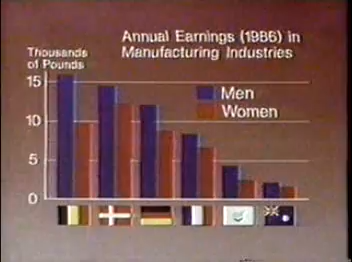 Annual Earnings (1986) in
Manufacturing Industries
Thousands
of Pounds
15
10
5
0
Men
Women